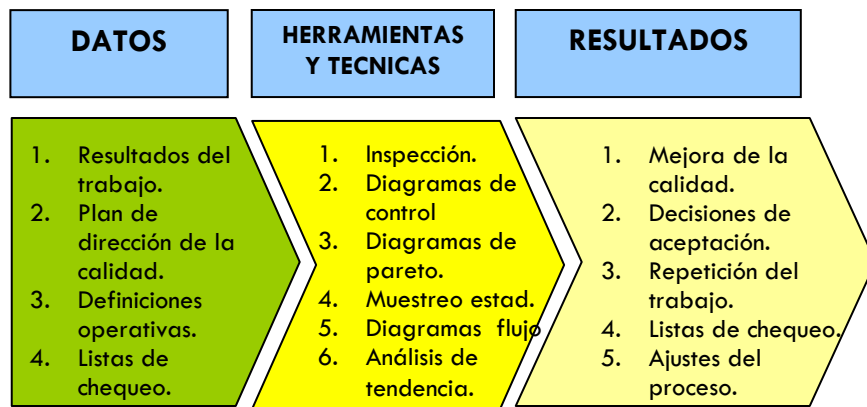 DATOS
HERRAMIENTAS
Y TECNICAS
RESULTADOS
1. Resultados del
trabajo.
2. Plan de
dirección de la
calidad.
3. Definiciones
operativas.
4. Listas de
chequeo.
1. Inspección.
2. Diagramas de
control
3. Diagramas de
pareto.
4. Muestreo estad.
5. Diagramas flujo
6. Análisis de
tendencia.
1. Mejora de la
calidad.
2. Decisiones de
aceptación.
3. Repetición del
trabajo.
4. Listas de chequeo.
5. Ajustes del
proceso.